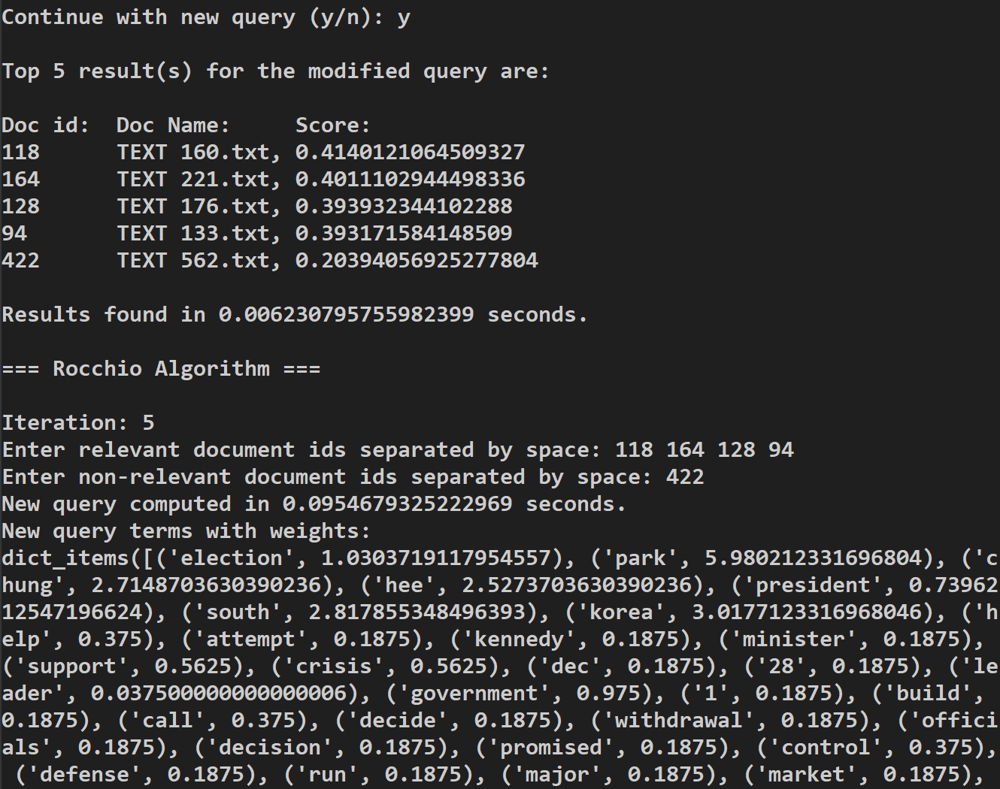 Continue with new query (y/n): y
Top 5 result(s) for the modified query are:
Doc id:  Doc Name:     Score:
118      TEXT 160.txt, 0.4140121064509327
164      TEXT 221.txt, 0.4011102944498336
128      TEXT 176.txt, 0.393932344102288
94       TEXT 133.txt, 0.393171584148509
422      TEXT 562.txt, 0.20394056925277804
Results found in 0.006230795755982399 seconds.
=== Rocchio Algorithm ===
Iteration: 5
Enter relevant document ids separated by space: 118 164 128 94
Enter non-relevant document ids separated by space: 422
New query computed in 0.0954679325222969 seconds.
New query terms with weights:
dict_items([('election', 1.0303719117954557), ('park', 5.980212331696804), ('c
hung', 2.7148703630390236), ('hee', 2.5273703630390236), ('president', 0.73962
12547196624), ('south', 2.817855348496393), ('korea', 3.0177123316968046), ('h
elp', 0.375), ('attempt', 0.1875), ('kennedy', 0.1875), ('minister', 0.1875),
('support', 0.5625), ('crisis', 0.5625), ('dec', 0.1875), ('28', 0.1875), ('le
ader', 0.037500000000000006), ('government', 0.975), ('1', 0.1875), ('build',
0.1875), ('call', 0.375), ('decide', 0.1875), ('withdrawal', 0.1875), ('offici
als', 0.1875), ('decision', 0.1875), ('promised', 0.1875), ('control', 0.375),
('defense', 0.1875), ('run', 0.1875), ('major', 0.1875), ('market', 0.1875),